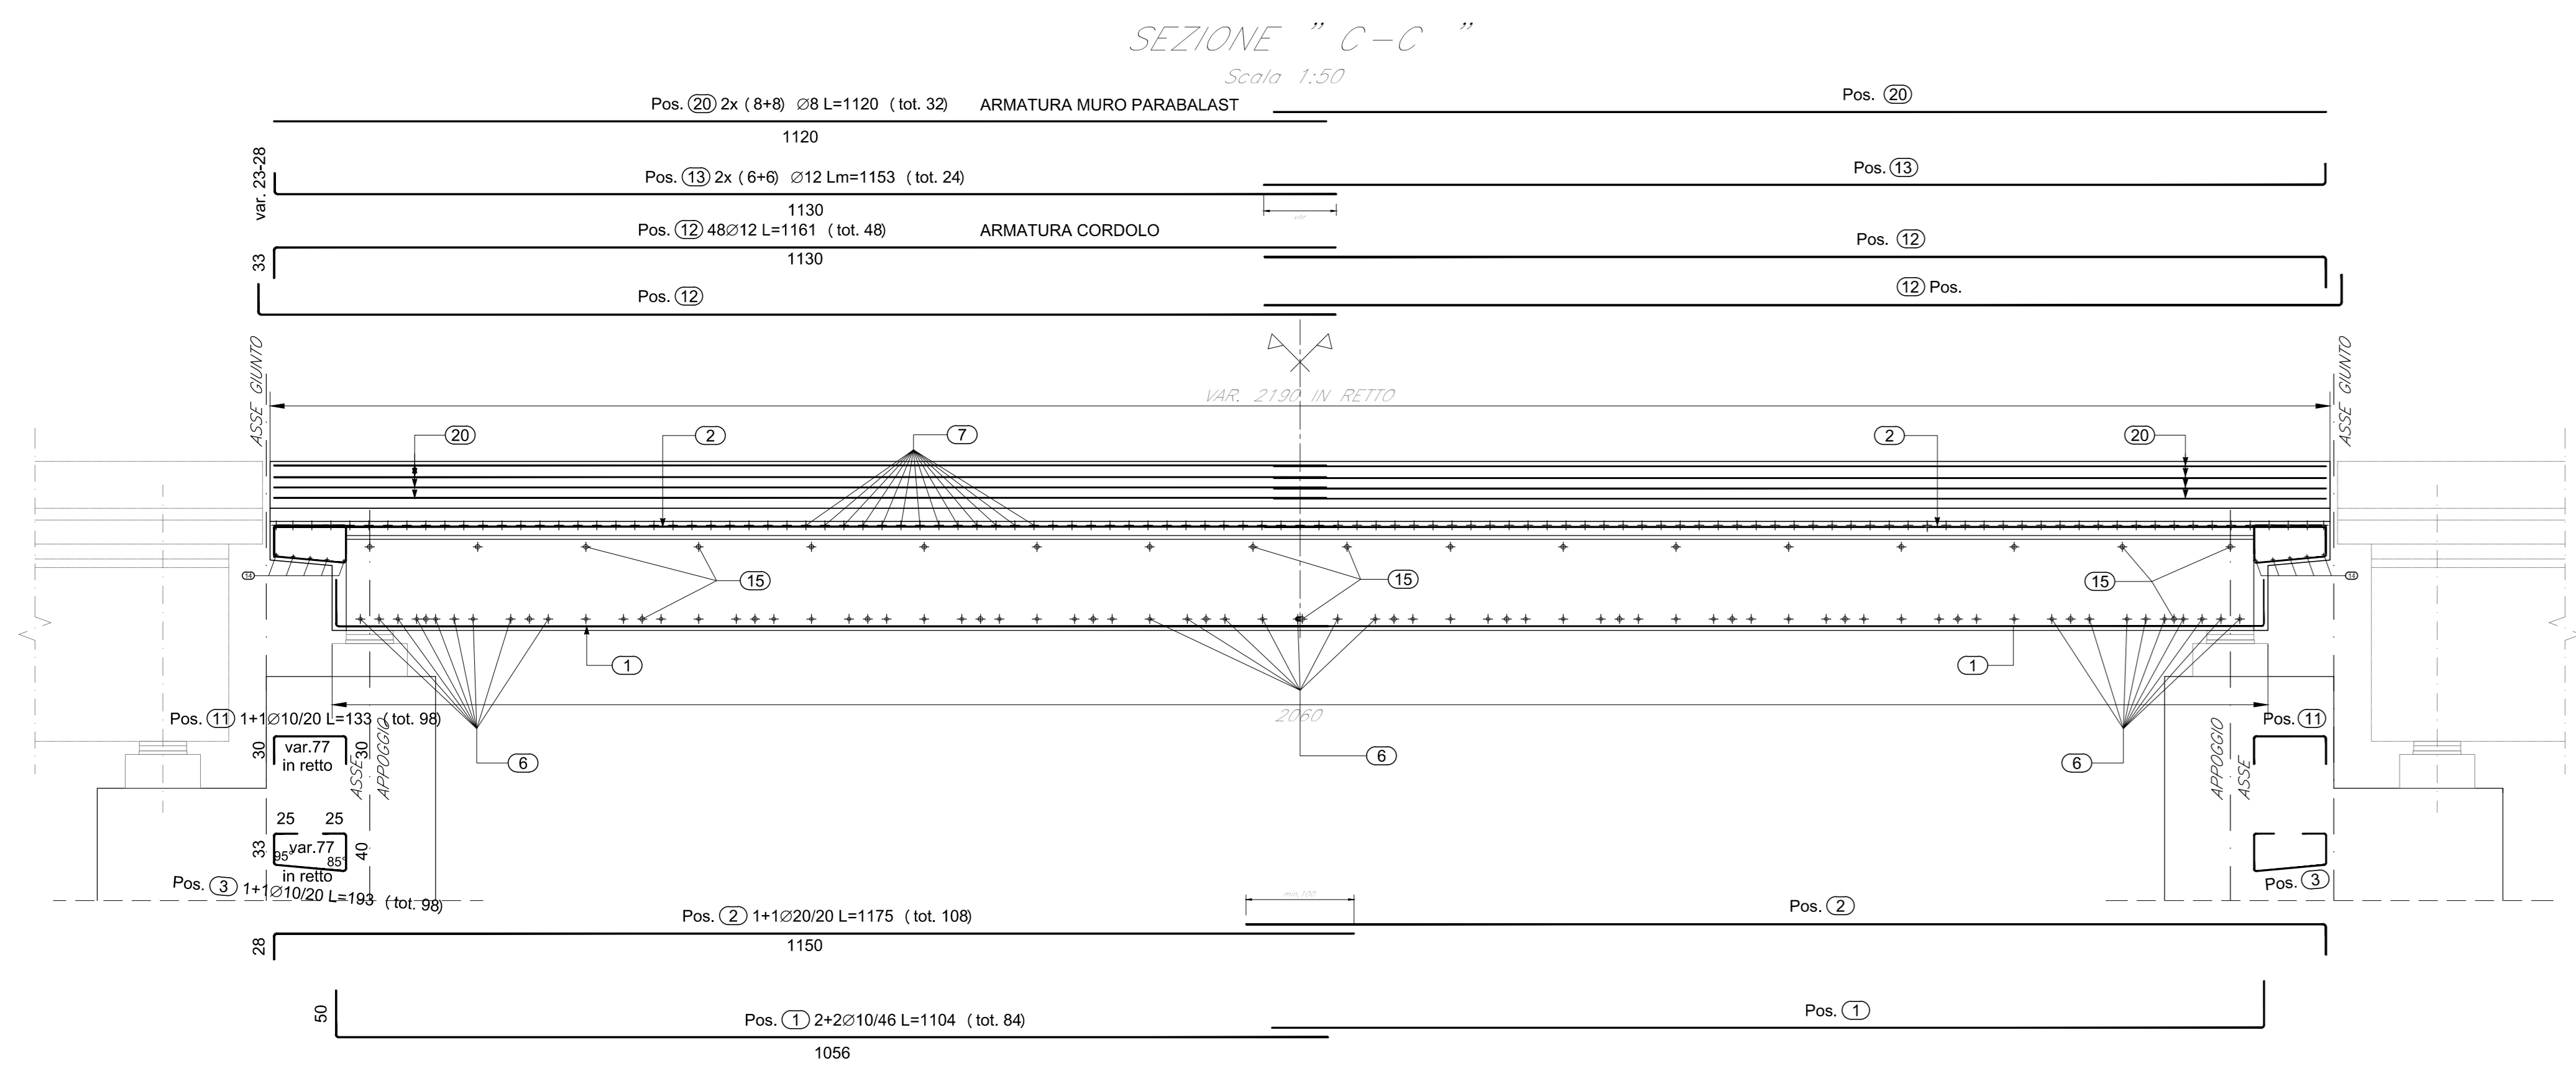 SEZIONE " C-C "
Scala 1:50
Pos. 20 2x ( 8+8) Ø8 L=1120 ( tot. 32) ARMATURA MURO PARABALAST
Pos. 20
1120
var. 23-28
Pos. 13 2x ( 6+6) Ø12 Lm=1153 ( tot. 24)
Pos. 13
1130
var
Pos. 12 48Ø12 L=1161 ( tot. 48) ARMATURA CORDOLO
Pos. 12
33
1130
Pos. 12
12 Pos.
ASSE GIUNTO
ASSE GIUNTO
VAR. 2190 IN RETTO
20
2
7
2
20
14
15
15
15
14
1
1
2060
Pos. 11 1+1Ø10/20 L=133 ( tot. 98)
Pos. 11
30
var.77
30
in retto
ASSE
APPOGGIO
6
6
6
APPOGGIO
ASSE
25 25
33
95°
var.77
85°
40
in retto
Pos. 3 1+1Ø10/20 L=193 ( tot. 98)
Pos. 3
min.100
Pos. 2 1+1Ø20/20 L=1175 ( tot. 108)
Pos. 2
28
1150
50
Pos. 1 2+2Ø10/46 L=1104 ( tot. 84)
Pos. 1
1056